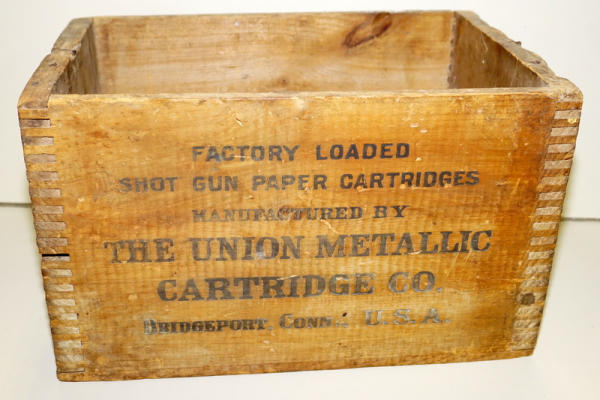 FACTORY LOADED
SHOT GUN PAPER CARTRIDGES
MANUFACTURED BY
THE UNION METALLIC
CARTRIDGE CO.
BRIDGEPORT, CONN., U.S.A.